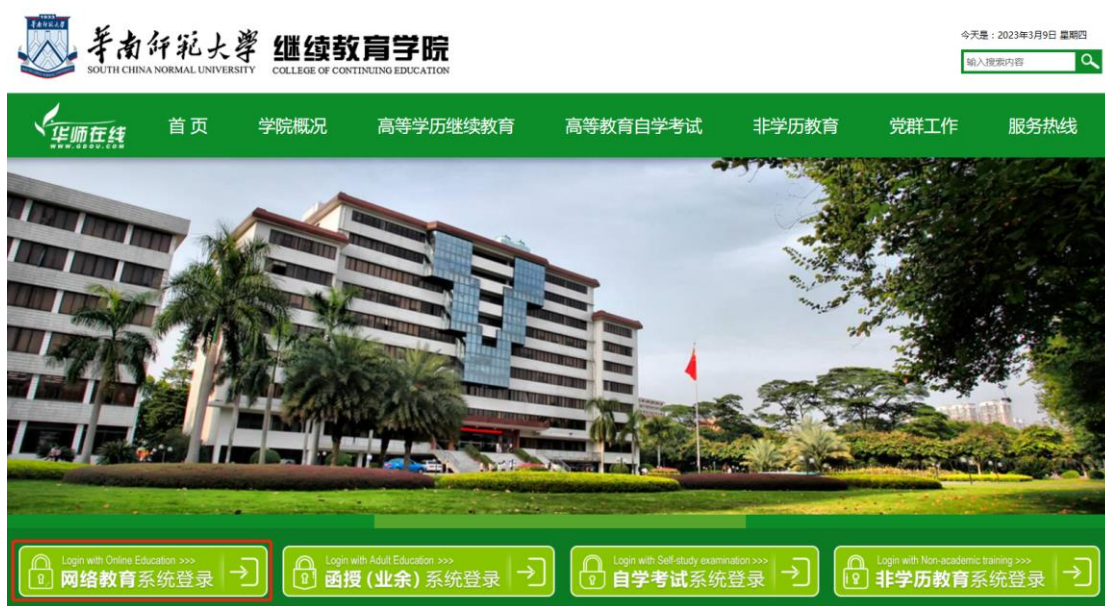 华南师范大学
SOUTH CHINA NORMAL UNIVERSITY
继续教育学院
COLLEGE OF CONTINUING EDUCATION
今天是：2023年3月9日 星期四
输入搜索内容
华师在线
WWW.GDOU.COM
首 页
学院概况
高等学历继续教育
高等教育自学考试
非学历教育
党群工作
服务热线
Login with Online Education >>>
网络教育系统登录
Login with Adult Education >>>
函授 (业余) 系统登录
Login with Self-study examination >>>
自学考试系统登录
Login with Non-academic training >>>
非学历教育系统登录